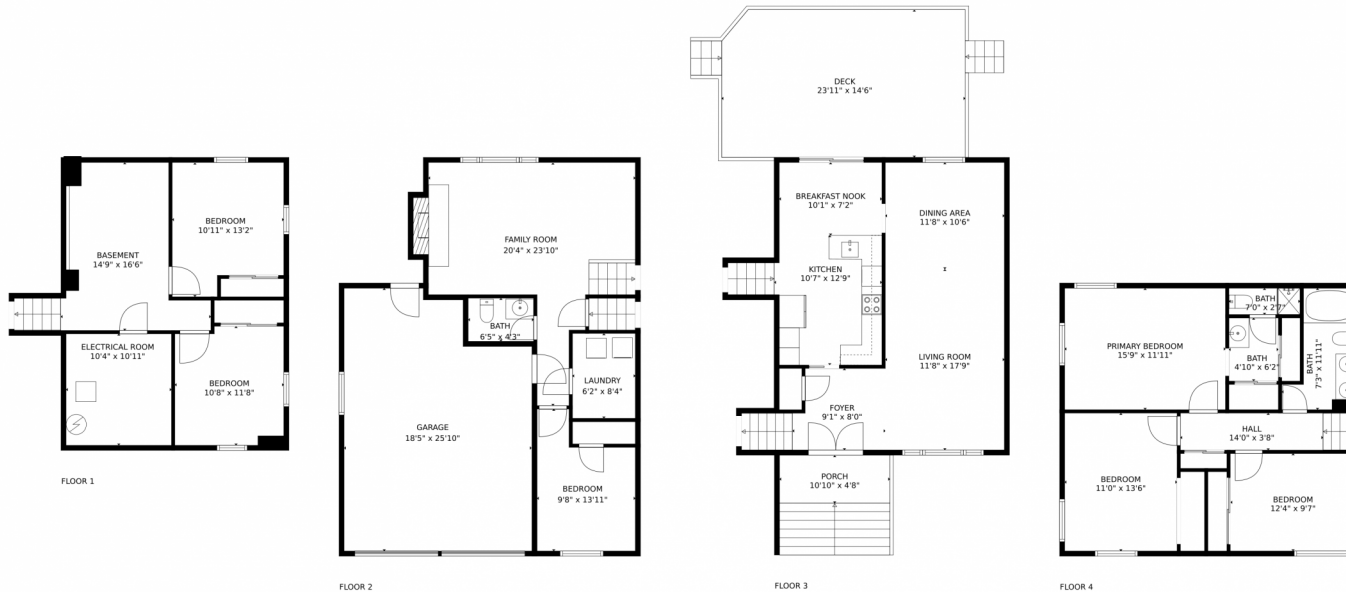 BEDROOM
10'11" x 13'2"
BASEMENT
14'9" x 16'6"
ELECTRICAL ROOM
10'4" x 10'11"
BEDROOM
10'8" x 11'8"
FLOOR 1
FAMILY ROOM
20'4" x 23'10"
BATH
6'5" x 4'3"
LAUNDRY
6'2" x 8'4"
GARAGE
18'5" x 25'10"
BEDROOM
9'8" x 13'11"
FLOOR 2
DECK
23'11" x 14'6"
BREAKFAST NOOK
10'1" x 7'2"
DINING AREA
11'8" x 10'6"
KITCHEN
10'7" x 12'9"
LIVING ROOM
11'8" x 17'9"
FOYER
9'1" x 8'0"
PORCH
10'10" x 4'8"
FLOOR 3
BATH
7'0" x 2'7"
PRIMARY BEDROOM
15'9" x 11'11"
BATH
4'10" x 6'2"
BATH
7'3" x 11'11"
HALL
14'0" x 3'8"
BEDROOM
11'0" x 13'6"
BEDROOM
12'4" x 9'7"
FLOOR 4